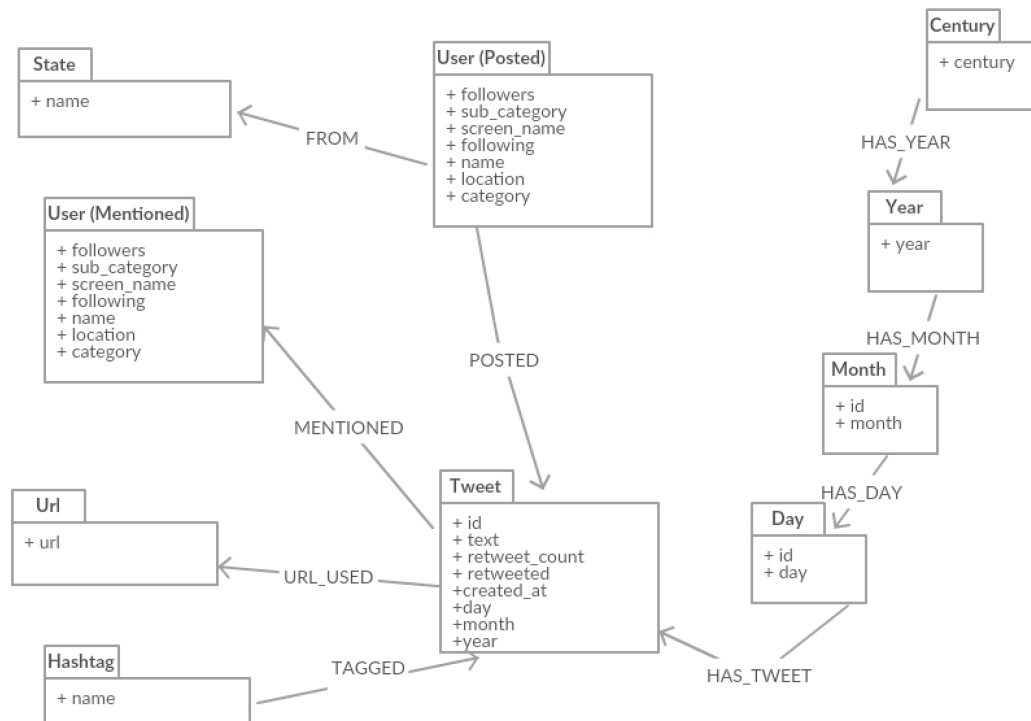 State
+ name
FROM
User (Posted)
+ followers
+ sub_category
+ screen_name
+ following
+ name
+ location
+ category
Century
+ century
HAS_YEAR
Year
+ year
HAS_MONTH
Month
+ id
+ month
HAS_DAY
Day
+ id
+ day
HAS_TWEET
User (Mentioned)
+ followers
+ sub_category
+ screen_name
+ following
+ name
+ location
+ category
POSTED
MENTIONED
Tweet
+ id
+ text
+ retweet_count
+ retweeted
+created_at
+day
+month
+year
Url
+ url
URL_USED
Hashtag
+ name
TAGGED